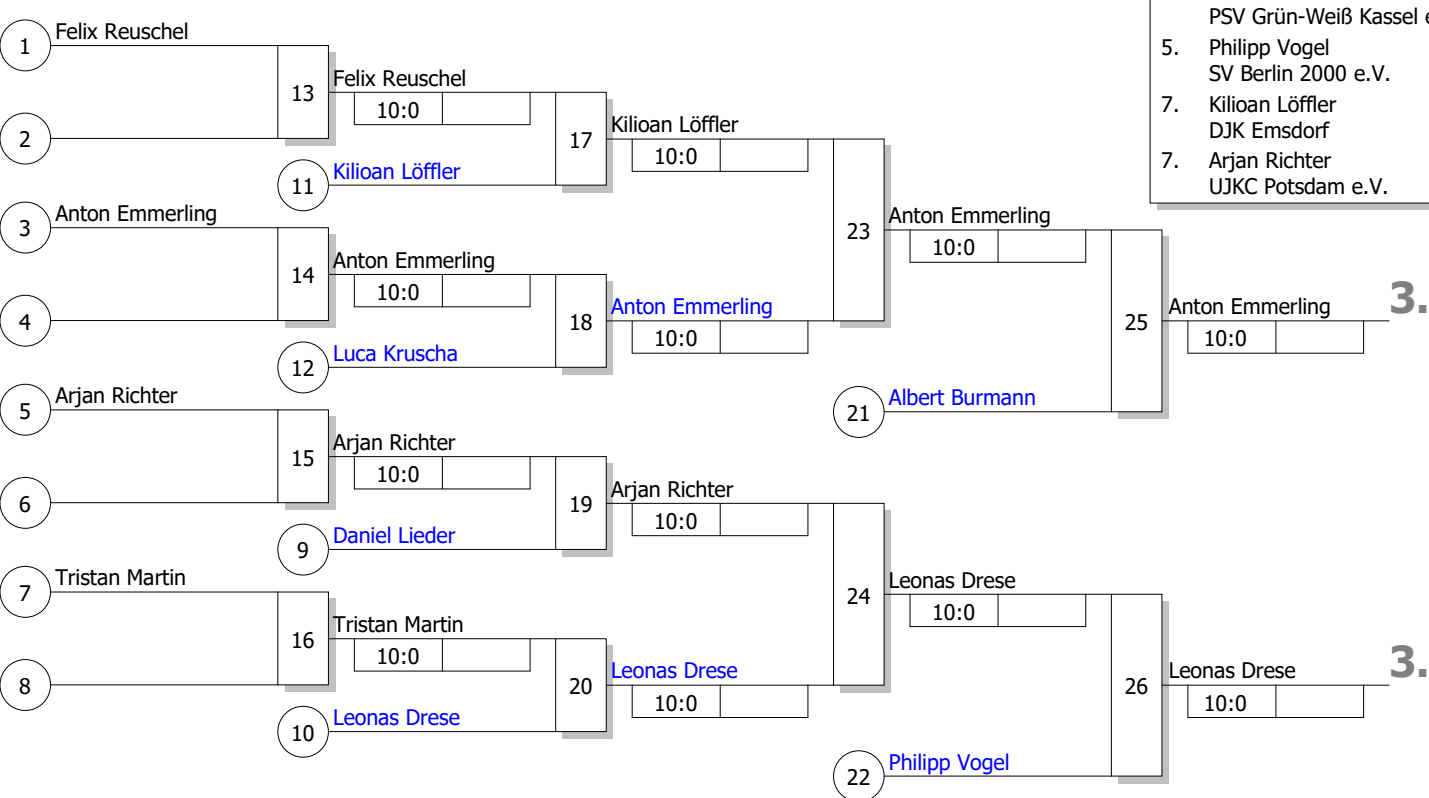 PSV Grün-Weiß Kassel
5. Philipp Vogel
SV Berlin 2000 e.V.
7. Kilioan Löffler
DJK Emsdorf
7. Arjan Richter
UJKC Potsdam e.V.
1 Felix Reuschel
2
13 Felix Reuschel
10:0
11 Kilioan Löffler
17 Kilioan Löffler
10:0
3 Anton Emmerling
4
14 Anton Emmerling
10:0
12 Luca Kruscha
18 Anton Emmerling
10:0
23 Anton Emmerling
10:0
21 Albert Burmann
25 Anton Emmerling 3.
10:0
5 Arjan Richter
6
15 Arjan Richter
10:0
9 Daniel Lieder
19 Arjan Richter
10:0
7 Tristan Martin
8
16 Tristan Martin
10:0
10 Leonas Drese
20 Leonas Drese
10:0
24 Leonas Drese
10:0
22 Philipp Vogel
26 Leonas Drese 3.
10:0